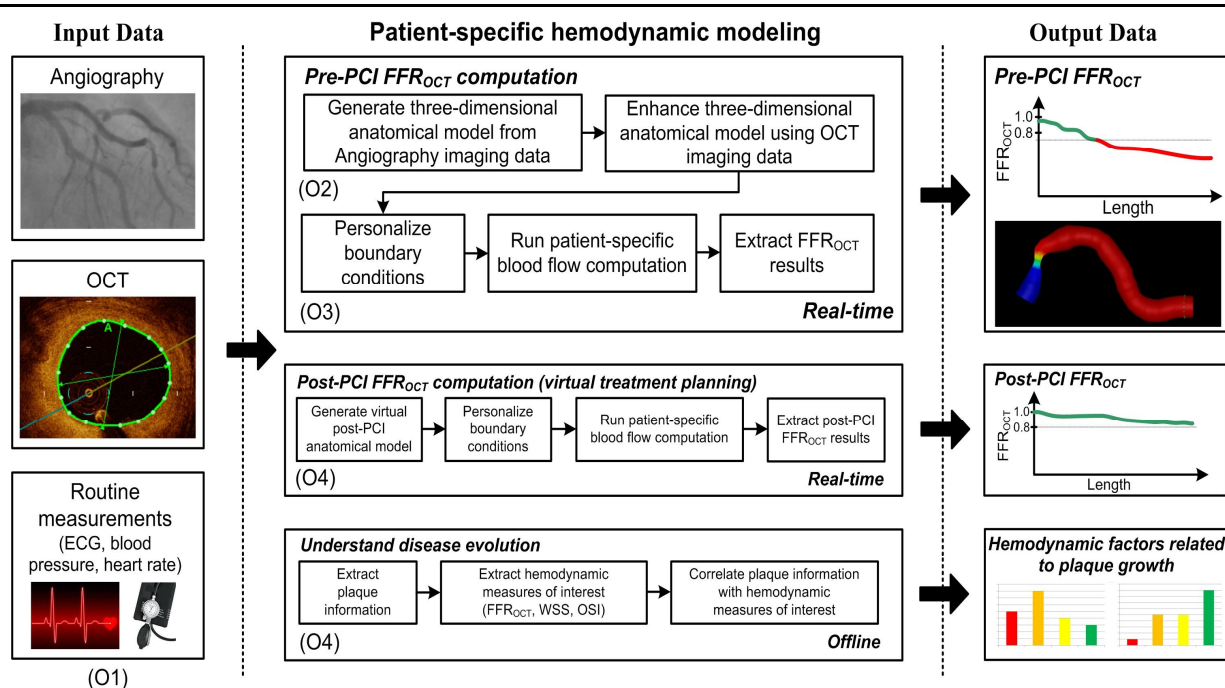 Input Data
Angiography
OCT
A
Routine
measurements
(ECG, blood
pressure, heart rate)
(O1)
Patient-specific hemodynamic modeling
Pre-PCI FFROCT computation
Generate three-dimensional
anatomical model from
Angiography imaging data
Enhance three-dimensional
anatomical model using OCT
imaging data
(O2)
Personalize
boundary
conditions
Run patient-specific
blood flow computation
Extract FFROCT
results
(O3)
Real-time
Post-PCI FFROCT computation (virtual treatment planning)
Generate virtual
post-PCI
anatomical model
Personalize
boundary
conditions
Run patient-specific
blood flow computation
Extract post-PCI
FFROCT results
(O4)
Real-time
Understand disease evolution
Extract
plaque
information
Extract hemodynamic
measures of interest
(FFROCT, WSS, OSI)
Correlate plaque information
with hemodynamic
measures of interest
(O4)
Offline
Output Data
Pre-PCI FFROCT
1.0
0.8
FFROCT
Length
Post-PCI FFROCT
1.0
0.8
FFROCT
Length
Hemodynamic factors related
to plaque growth